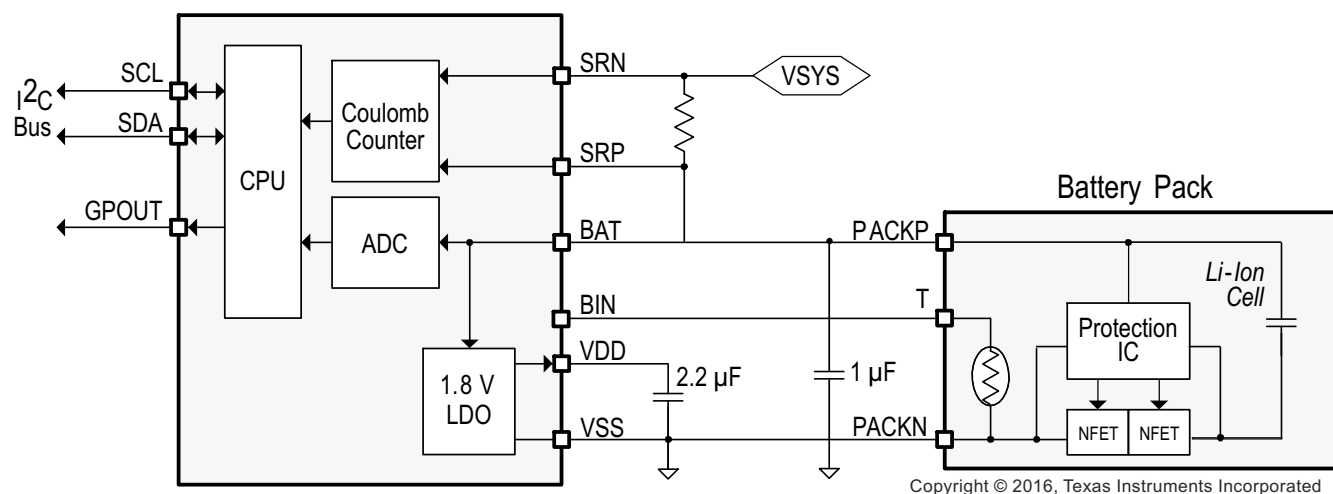 SCL
I2C
Bus
SDA
GPOUT
CPU
Coulomb
Counter
ADC
1.8 V
LDO
SRN
SRP
BAT
BIN
VDD
VSS
VSYS
2.2 µF
1 µF
Battery Pack
PACKP
T
PACKN
Li-Ion
Cell
Protection
IC
NFET
NFET
Copyright © 2016, Texas Instruments Incorporated